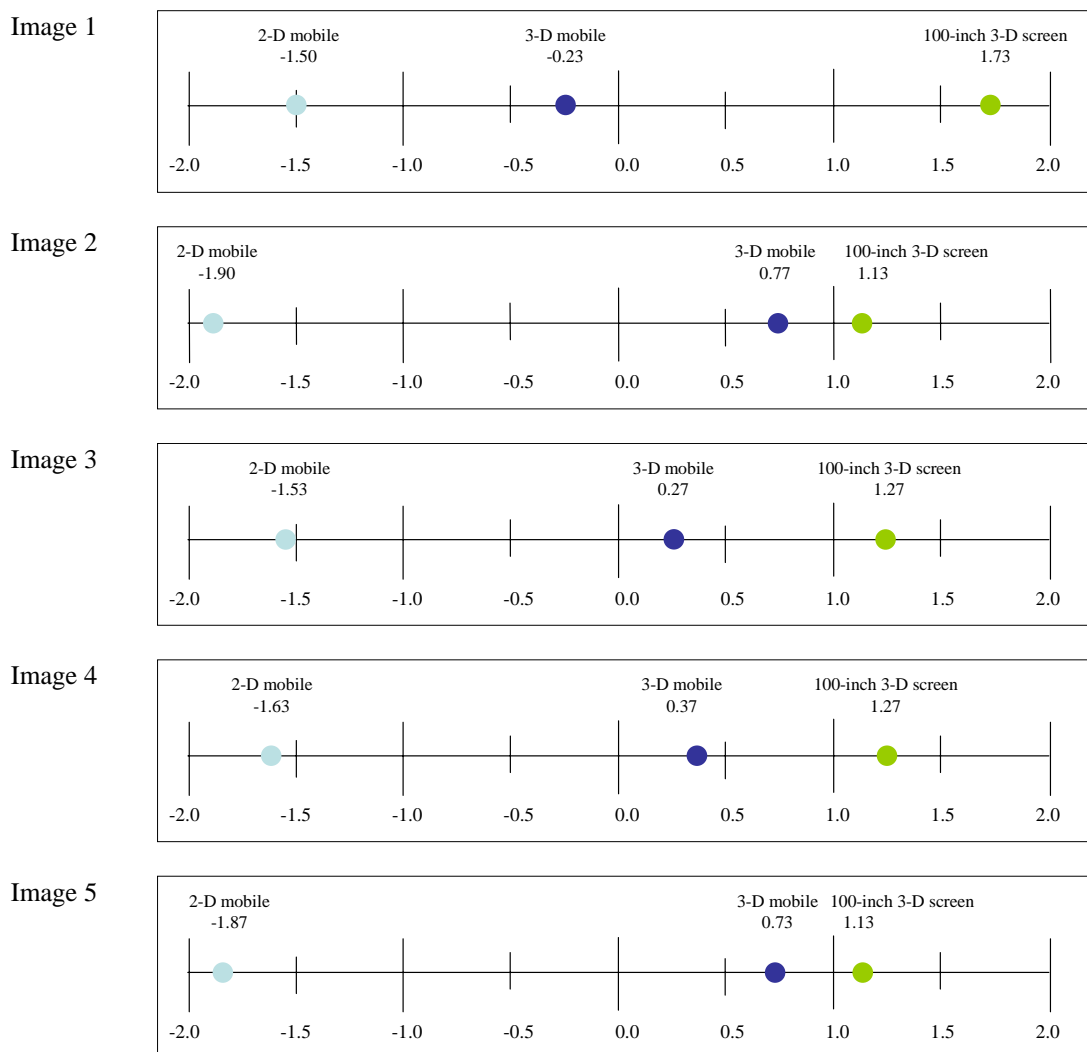 Image 1
2-D mobile 3-D mobile 100-inch 3-D screen
-1.50 -0.23 1.73
-2.0 -1.5 -1.0 -0.5 0.0 0.5 1.0 1.5 2.0
Image 2
2-D mobile 3-D mobile 100-inch 3-D screen
-1.90 0.77 1.13
-2.0 -1.5 -1.0 -0.5 0.0 0.5 1.0 1.5 2.0
Image 3
2-D mobile 3-D mobile 100-inch 3-D screen
-1.53 0.27 1.27
-2.0 -1.5 -1.0 -0.5 0.0 0.5 1.0 1.5 2.0
Image 4
2-D mobile 3-D mobile 100-inch 3-D screen
-1.63 0.37 1.27
-2.0 -1.5 -1.0 -0.5 0.0 0.5 1.0 1.5 2.0
Image 5
2-D mobile 3-D mobile 100-inch 3-D screen
-1.87 0.73 1.13
-2.0 -1.5 -1.0 -0.5 0.0 0.5 1.0 1.5 2.0